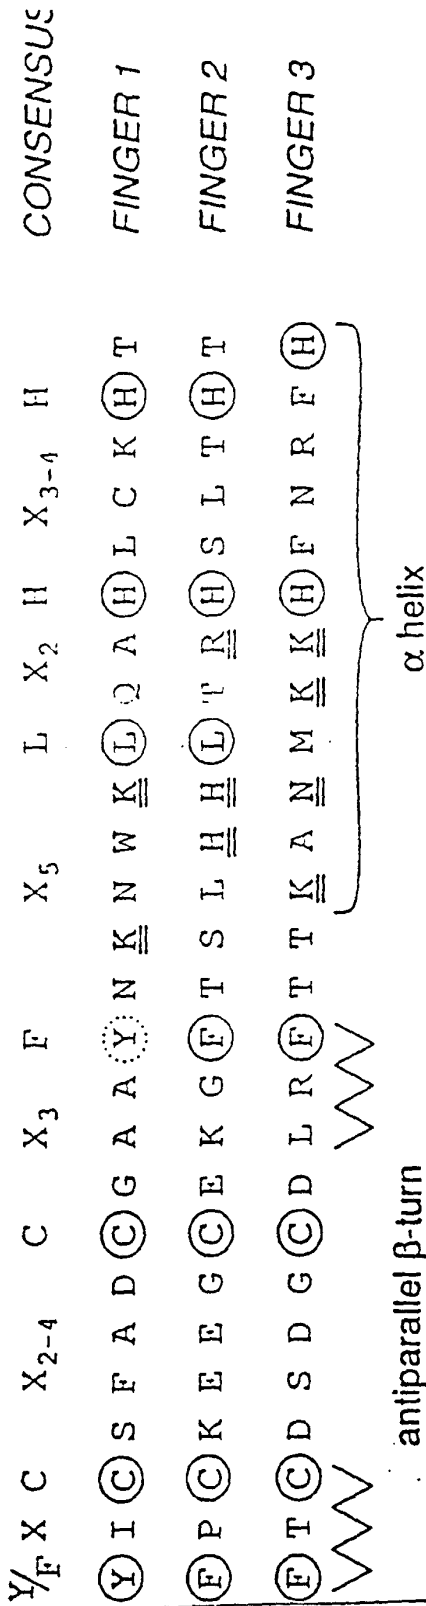 Y/F X C X₂₋₄ C X₃ F X₅ L X₂ H X₃₋₄ H CONSENSUS
Y I C S F A D C G A A Y N K N W K L Q A H L C K H T FINGER 1
F P C K E E G C E K G F T S L H H L T R H S L T H T FINGER 2
F T C D S D G C D L R F T T K A N M K K H F N R F H FINGER 3
antiparallel β-turn α helix